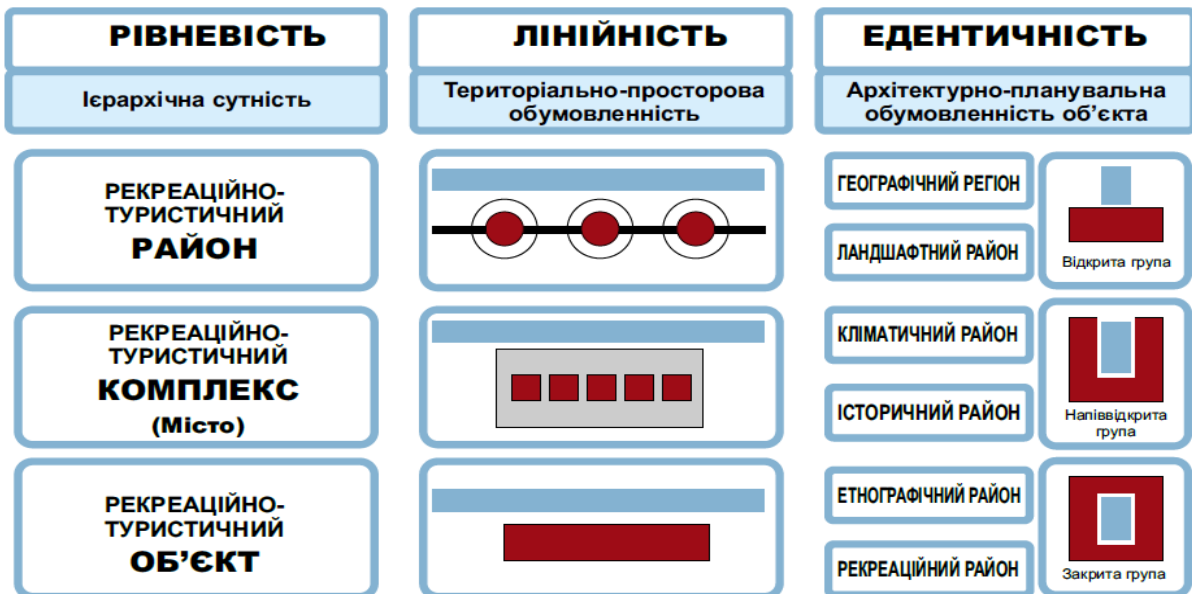 РІВНЕВІСТЬ
Ієрархічна сутність
РЕКРЕАЦІЙНО-
ТУРИСТИЧНИЙ
РАЙОН
РЕКРЕАЦІЙНО-
ТУРИСТИЧНИЙ
КОМПЛЕКС
(Місто)
РЕКРЕАЦІЙНО-
ТУРИСТИЧНИЙ
ОБ’ЄКТ
ЛІНІЙНІСТЬ
Територіально-просторова
обумовленність
ЕДЕНТИЧНІСТЬ
Архітектурно-планувальна
обумовленність об’єкта
ГЕОГРАФІЧНИЙ РЕГІОН
ЛАНДШАФТНИЙ РАЙОН
Відкрита група
КЛІМАТИЧНИЙ РАЙОН
ІСТОРИЧНИЙ РАЙОН
Напіввідкрита
група
ЕТНОГРАФІЧНИЙ РАЙОН
РЕКРЕАЦІЙНИЙ РАЙОН
Закрита група